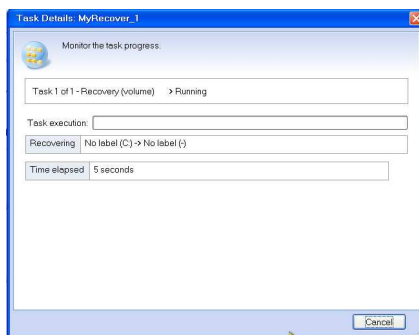 Task Details: MyRecover_1
Monitor the task progress.
Task 1 of 1 - Recovery (volume) > Running
Task execution:
Recovering No label (C:) -> No label (-)
Time elapsed 5 seconds
Cancel